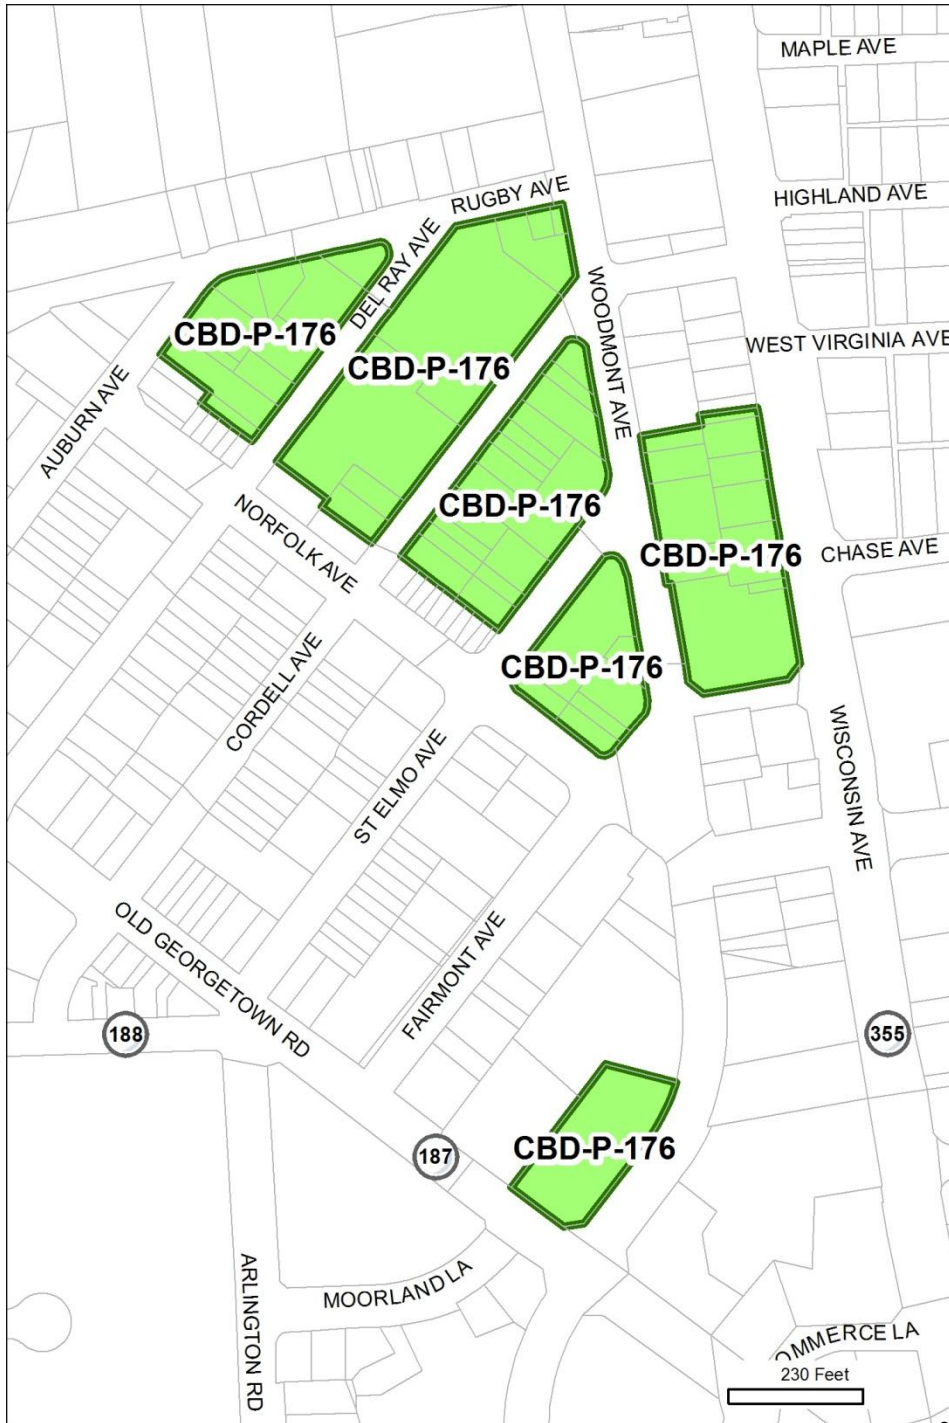 MAPLE AVE
HIGHLAND AVE
RUGBY AVE
DEL RAY AVE
WOODMONT AVE
CBD-P-176
WEST VIRGINIA AVE
CBD-P-176
AUBURN AVE
CBD-P-176
NORFOLK AVE
CBD-P-176
CHASE AVE
CBD-P-176
CORDELL AVE
ST ELMO AVE
WISCONSIN AVE
OLD GEORGETOWN RD
FAIRMONT AVE
188
355
CBD-P-176
187
ARLINGTON RD
MOORLAND LA
OMMERCE LA
230 Feet